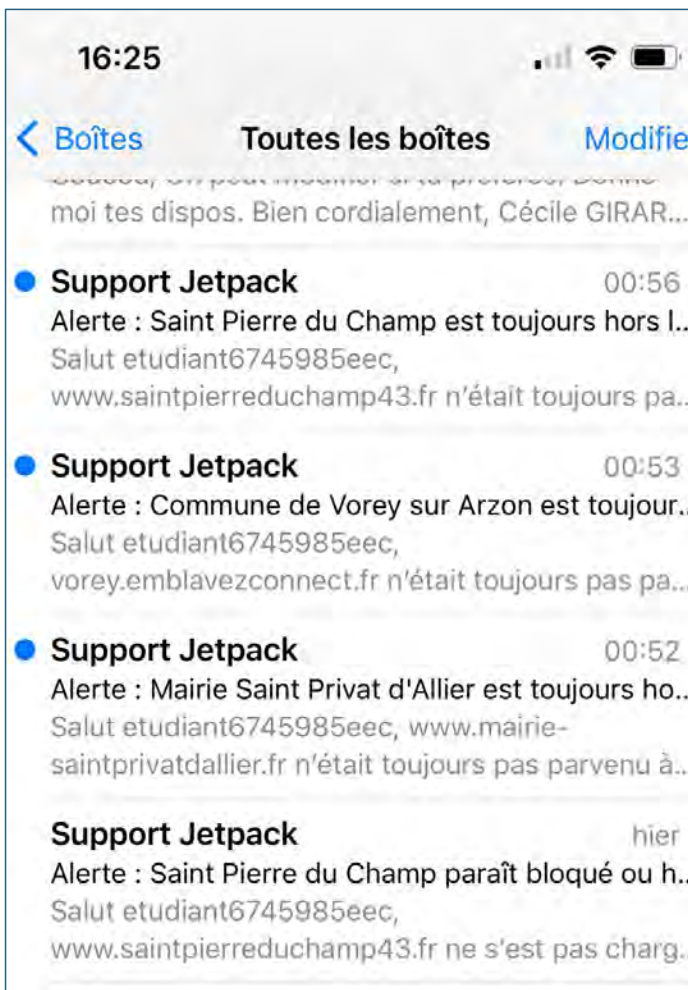 16:25
Boîtes Toutes les boîtes Modifie
moi tes dispos. Bien cordialement, Cécile GIRAR...
Support Jetpack 00:56
Alerte : Saint Pierre du Champ est toujours hors l..
Salut etudiant6745985eec,
www.saintpierreduchamp43.fr n'était toujours pa..
Support Jetpack 00:53
Alerte : Commune de Vorey sur Arzon est toujour..
Salut etudiant6745985eec,
vorey.emblavezconnect.fr n'était toujours pas pa...
Support Jetpack 00:52
Alerte : Mairie Saint Privat d'Allier est toujours ho..
Salut etudiant6745985eec, www.mairie-
saintprivatdallier.fr n'était toujours pas parvenu à..
Support Jetpack hier
Alerte : Saint Pierre du Champ paraît bloqué ou h..
Salut etudiant6745985eec,
www.saintpierreduchamp43.fr ne s'est pas charg..